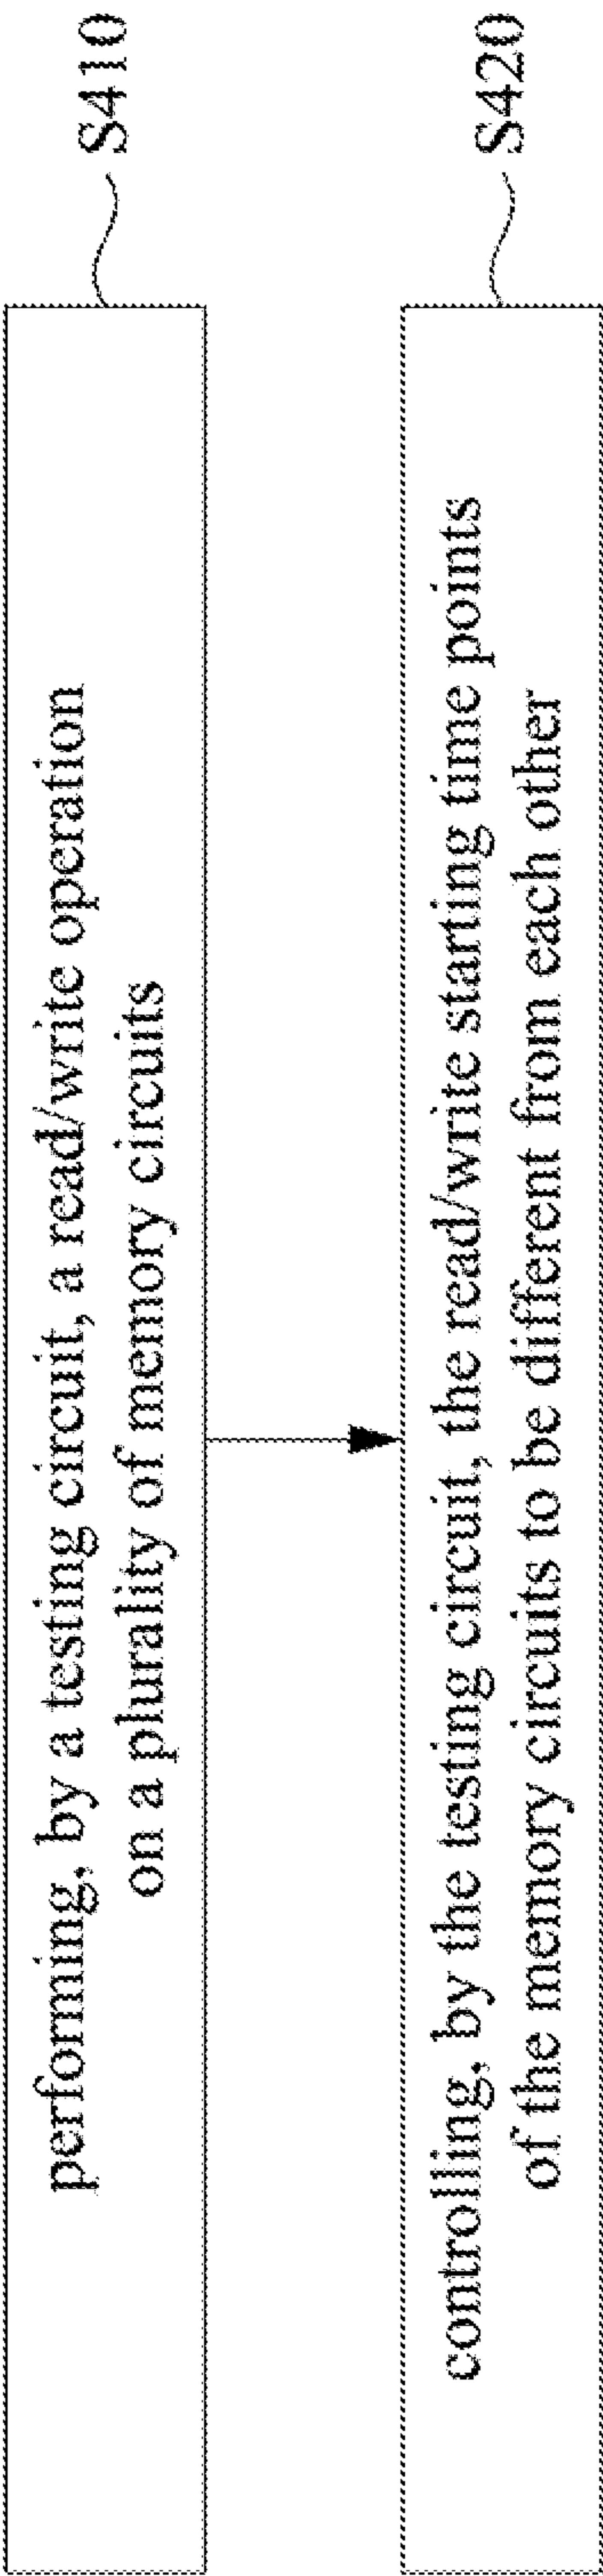 performing, by a testing circuit, a read/write operation
on a plurality of memory circuits
S410
controlling, by the testing circuit, the read/write starting time points
of the memory circuits to be different from each other
S420